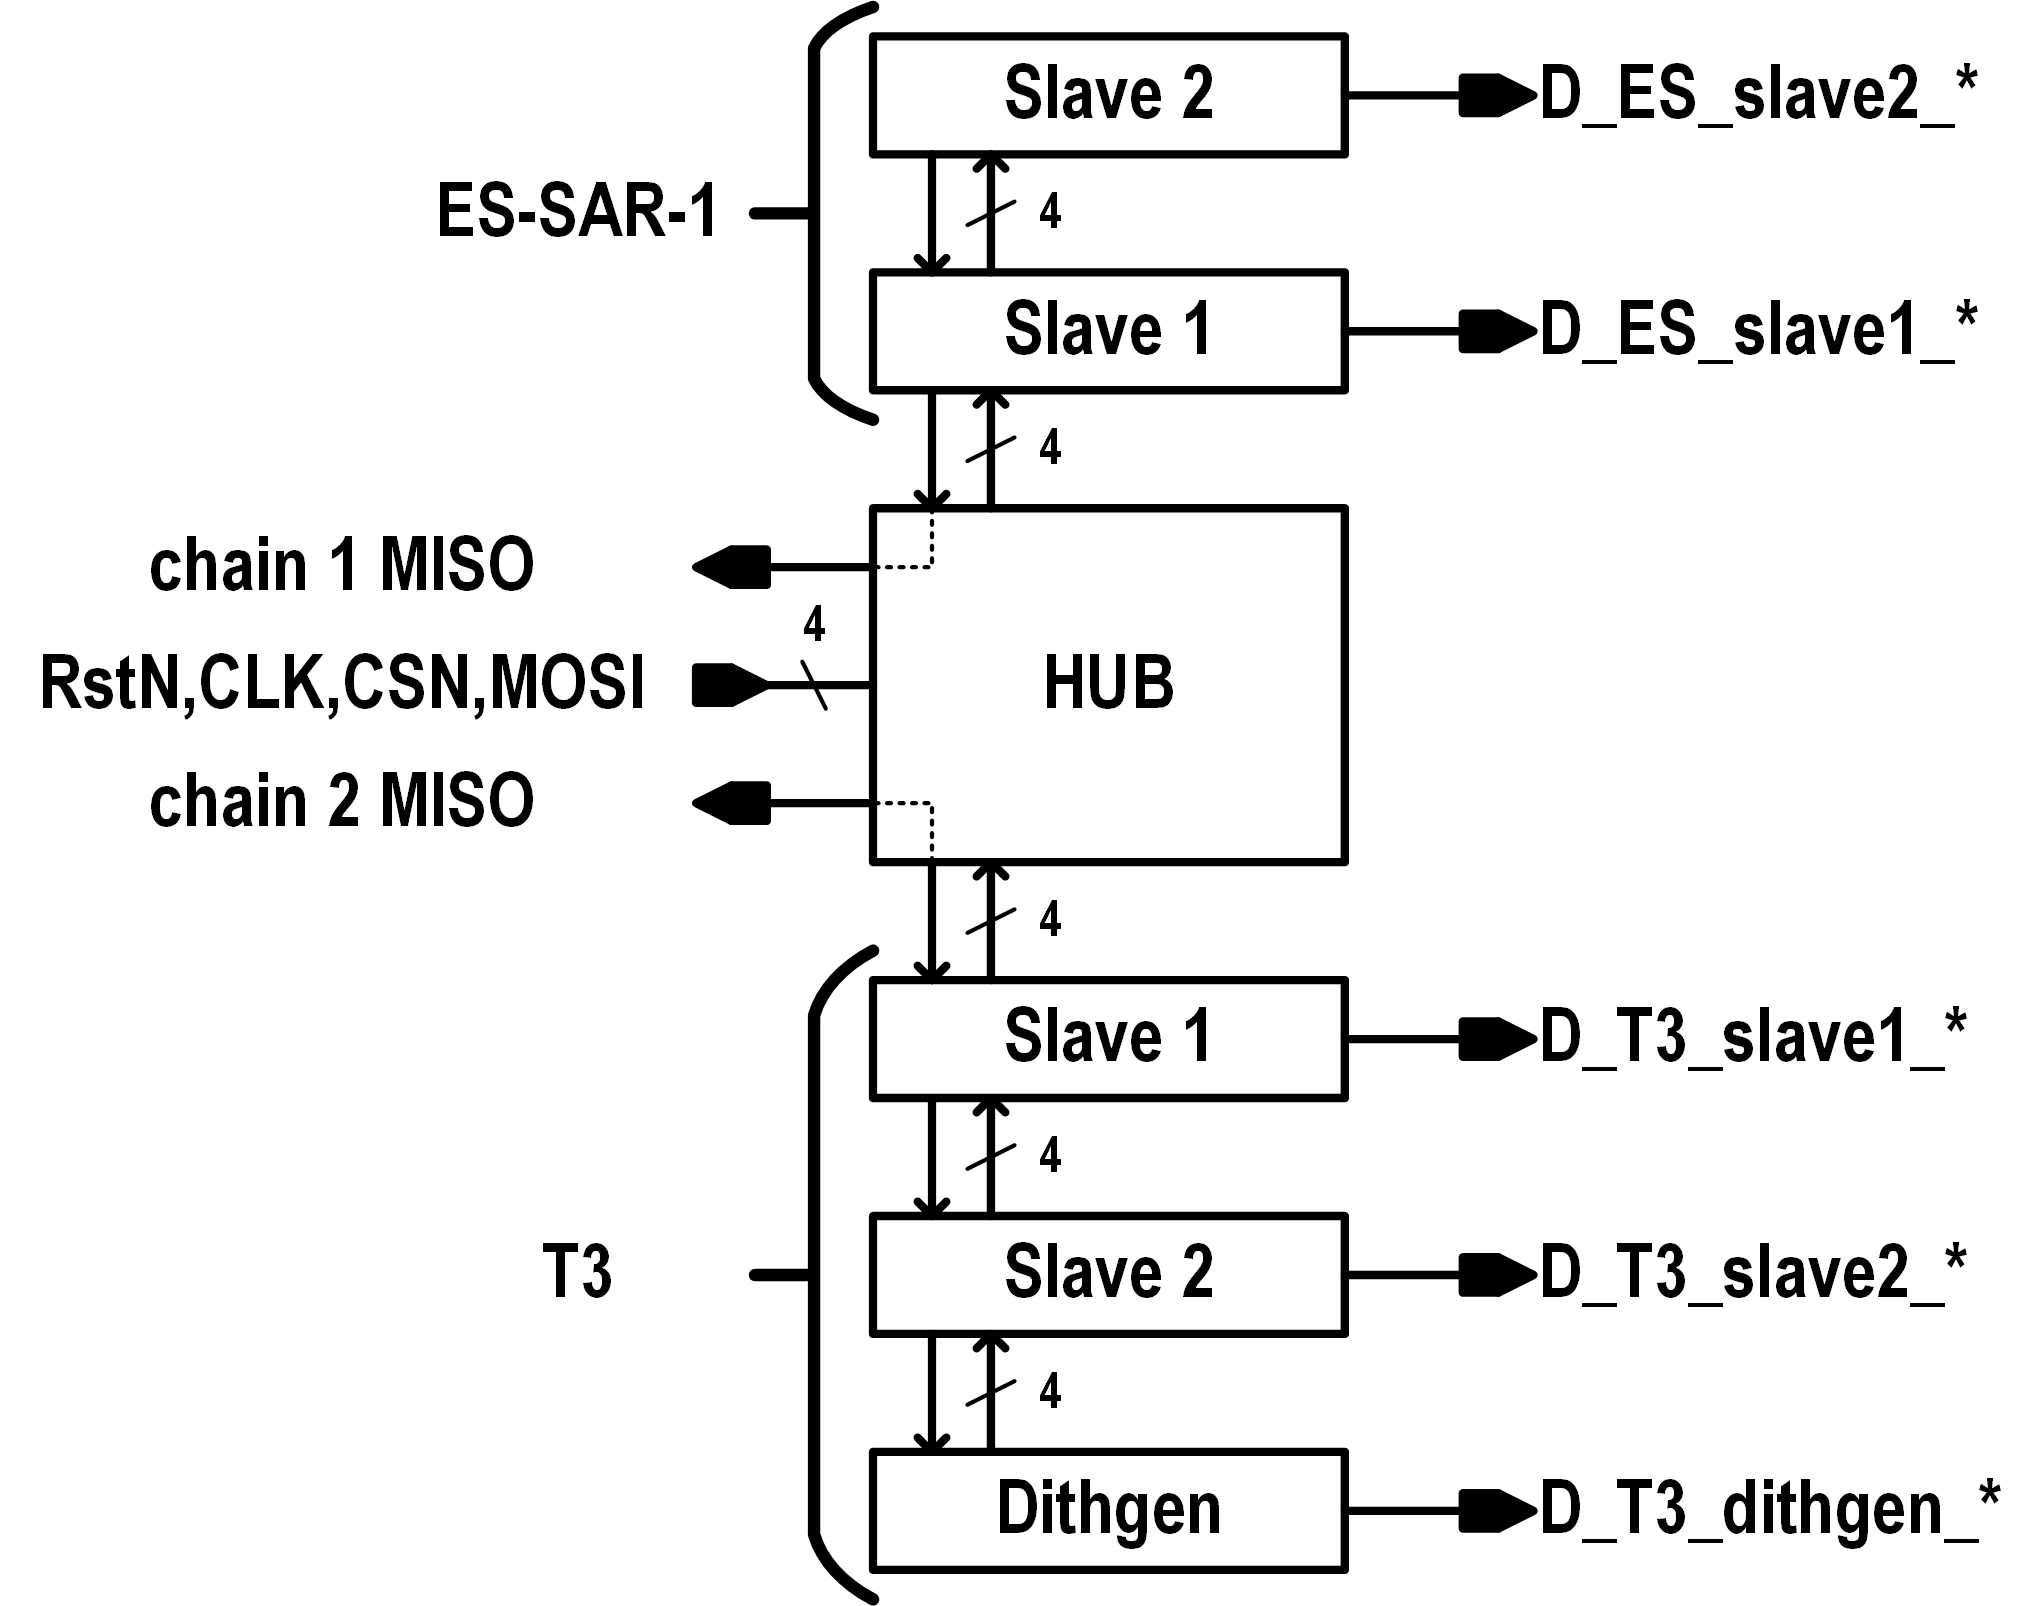 Slave 2
D_ES_slave2_*
ES-SAR-1
4
Slave 1
D_ES_slave1_*
4
chain 1 MISO
4
RstN,CLK,CSN,MOSI
HUB
chain 2 MISO
4
Slave 1
D_T3_slave1_*
4
T3
Slave 2
D_T3_slave2_*
4
Dithgen
D_T3_dithgen_*